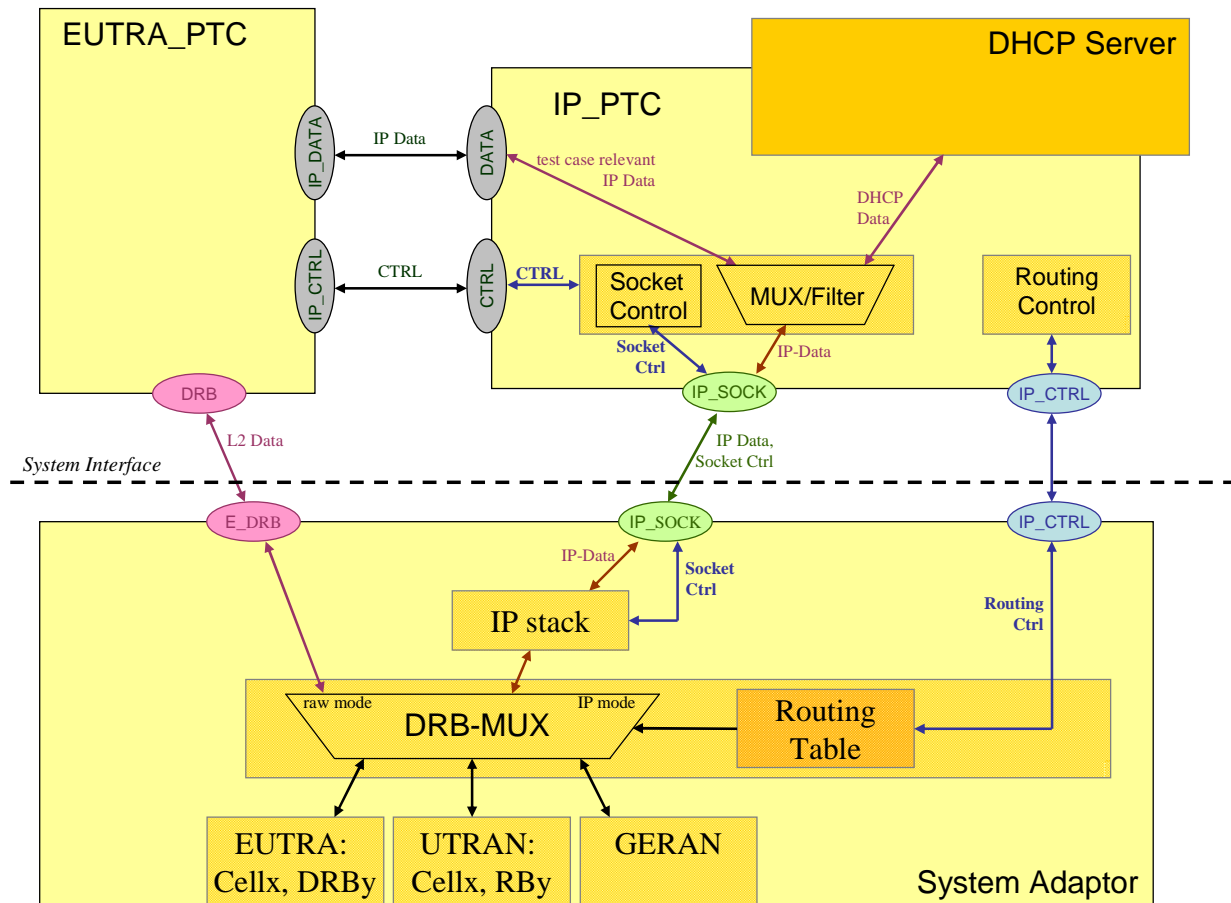 EUTRA_PTC
DHCP Server
IP_PTC
IP_DATA
IP Data
DATA
test case relevant
IP Data
DHCP
Data
IP_CTRL
CTRL
CTRL
CTRL
Socket
Control
MUX/Filter
Routing
Control
Socket
Ctrl
IP-Data
DRB
IP_SOCK
IP_CTRL
L2 Data
IP Data,
Socket Ctrl
System Interface
E_DRB
IP_SOCK
IP_CTRL
IP-Data
Socket
Ctrl
IP stack
Routing
Ctrl
raw mode
IP mode
DRB-MUX
Routing
Table
EUTRA:
Cellx, DRBy
UTRAN:
Cellx, RBy
GERAN
System Adaptor